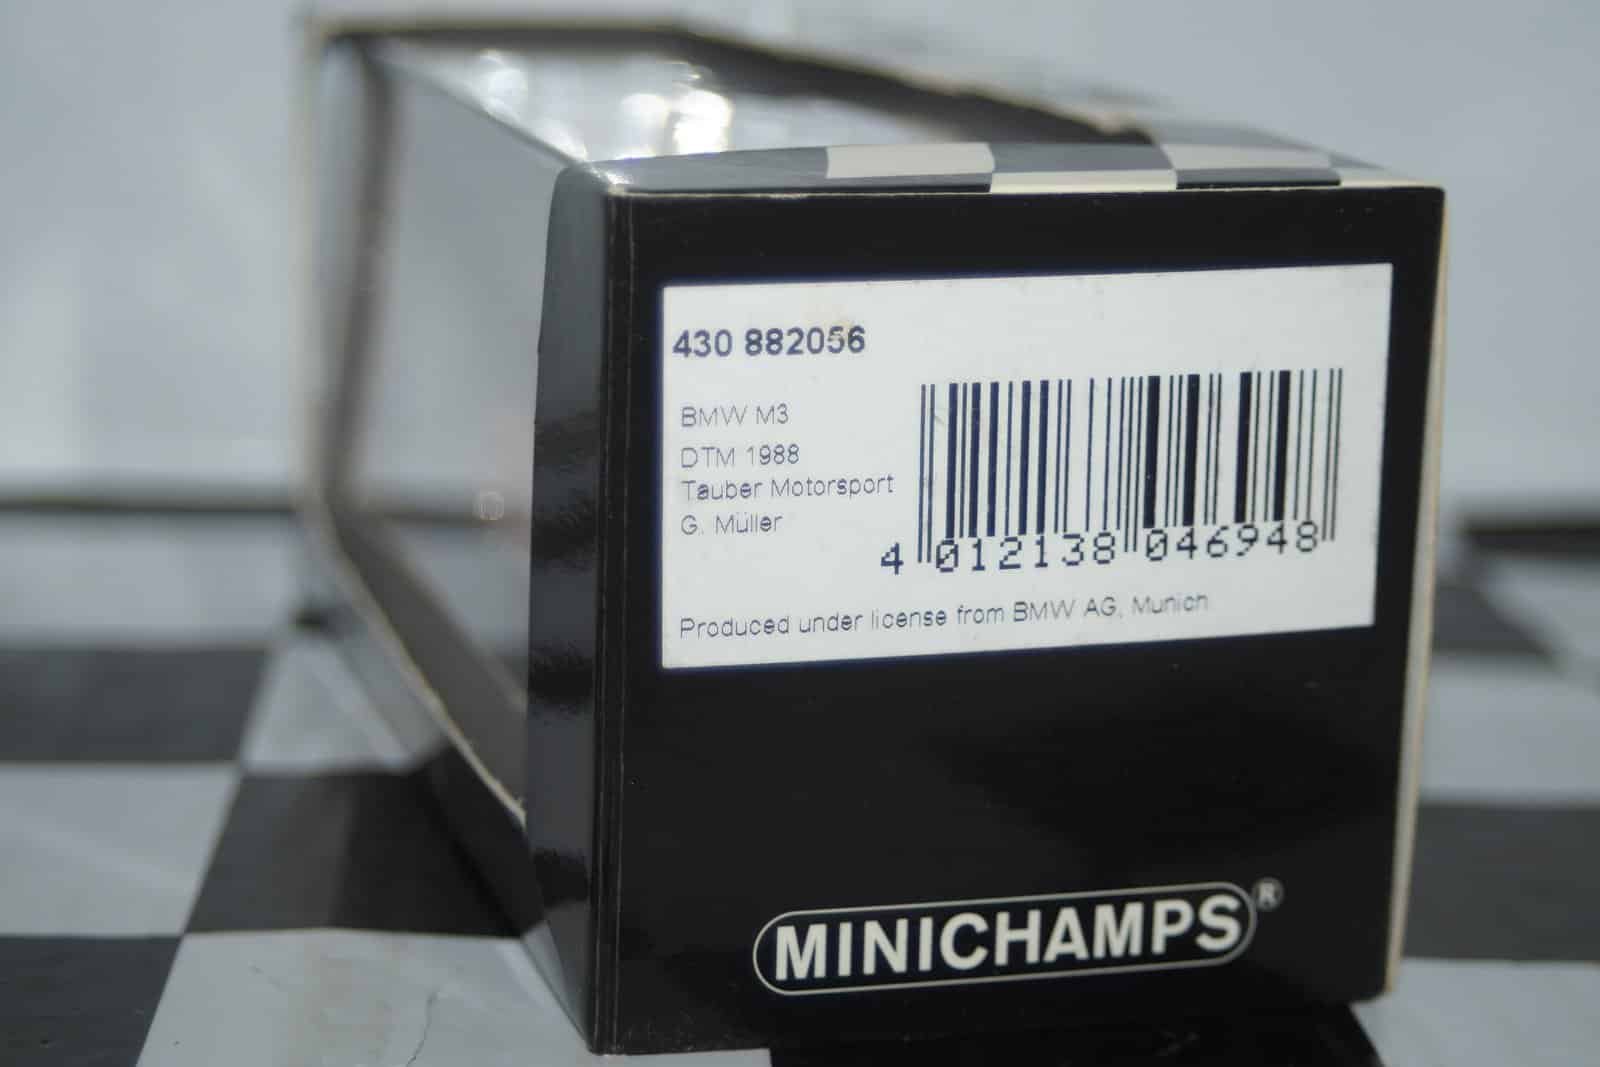 430 882056
BMW M3
DTM 1988
Tauber Motorsport
G. Müller
4 012138 046948
Produced under license from BMW AG, Munich
MINICHAMPS®